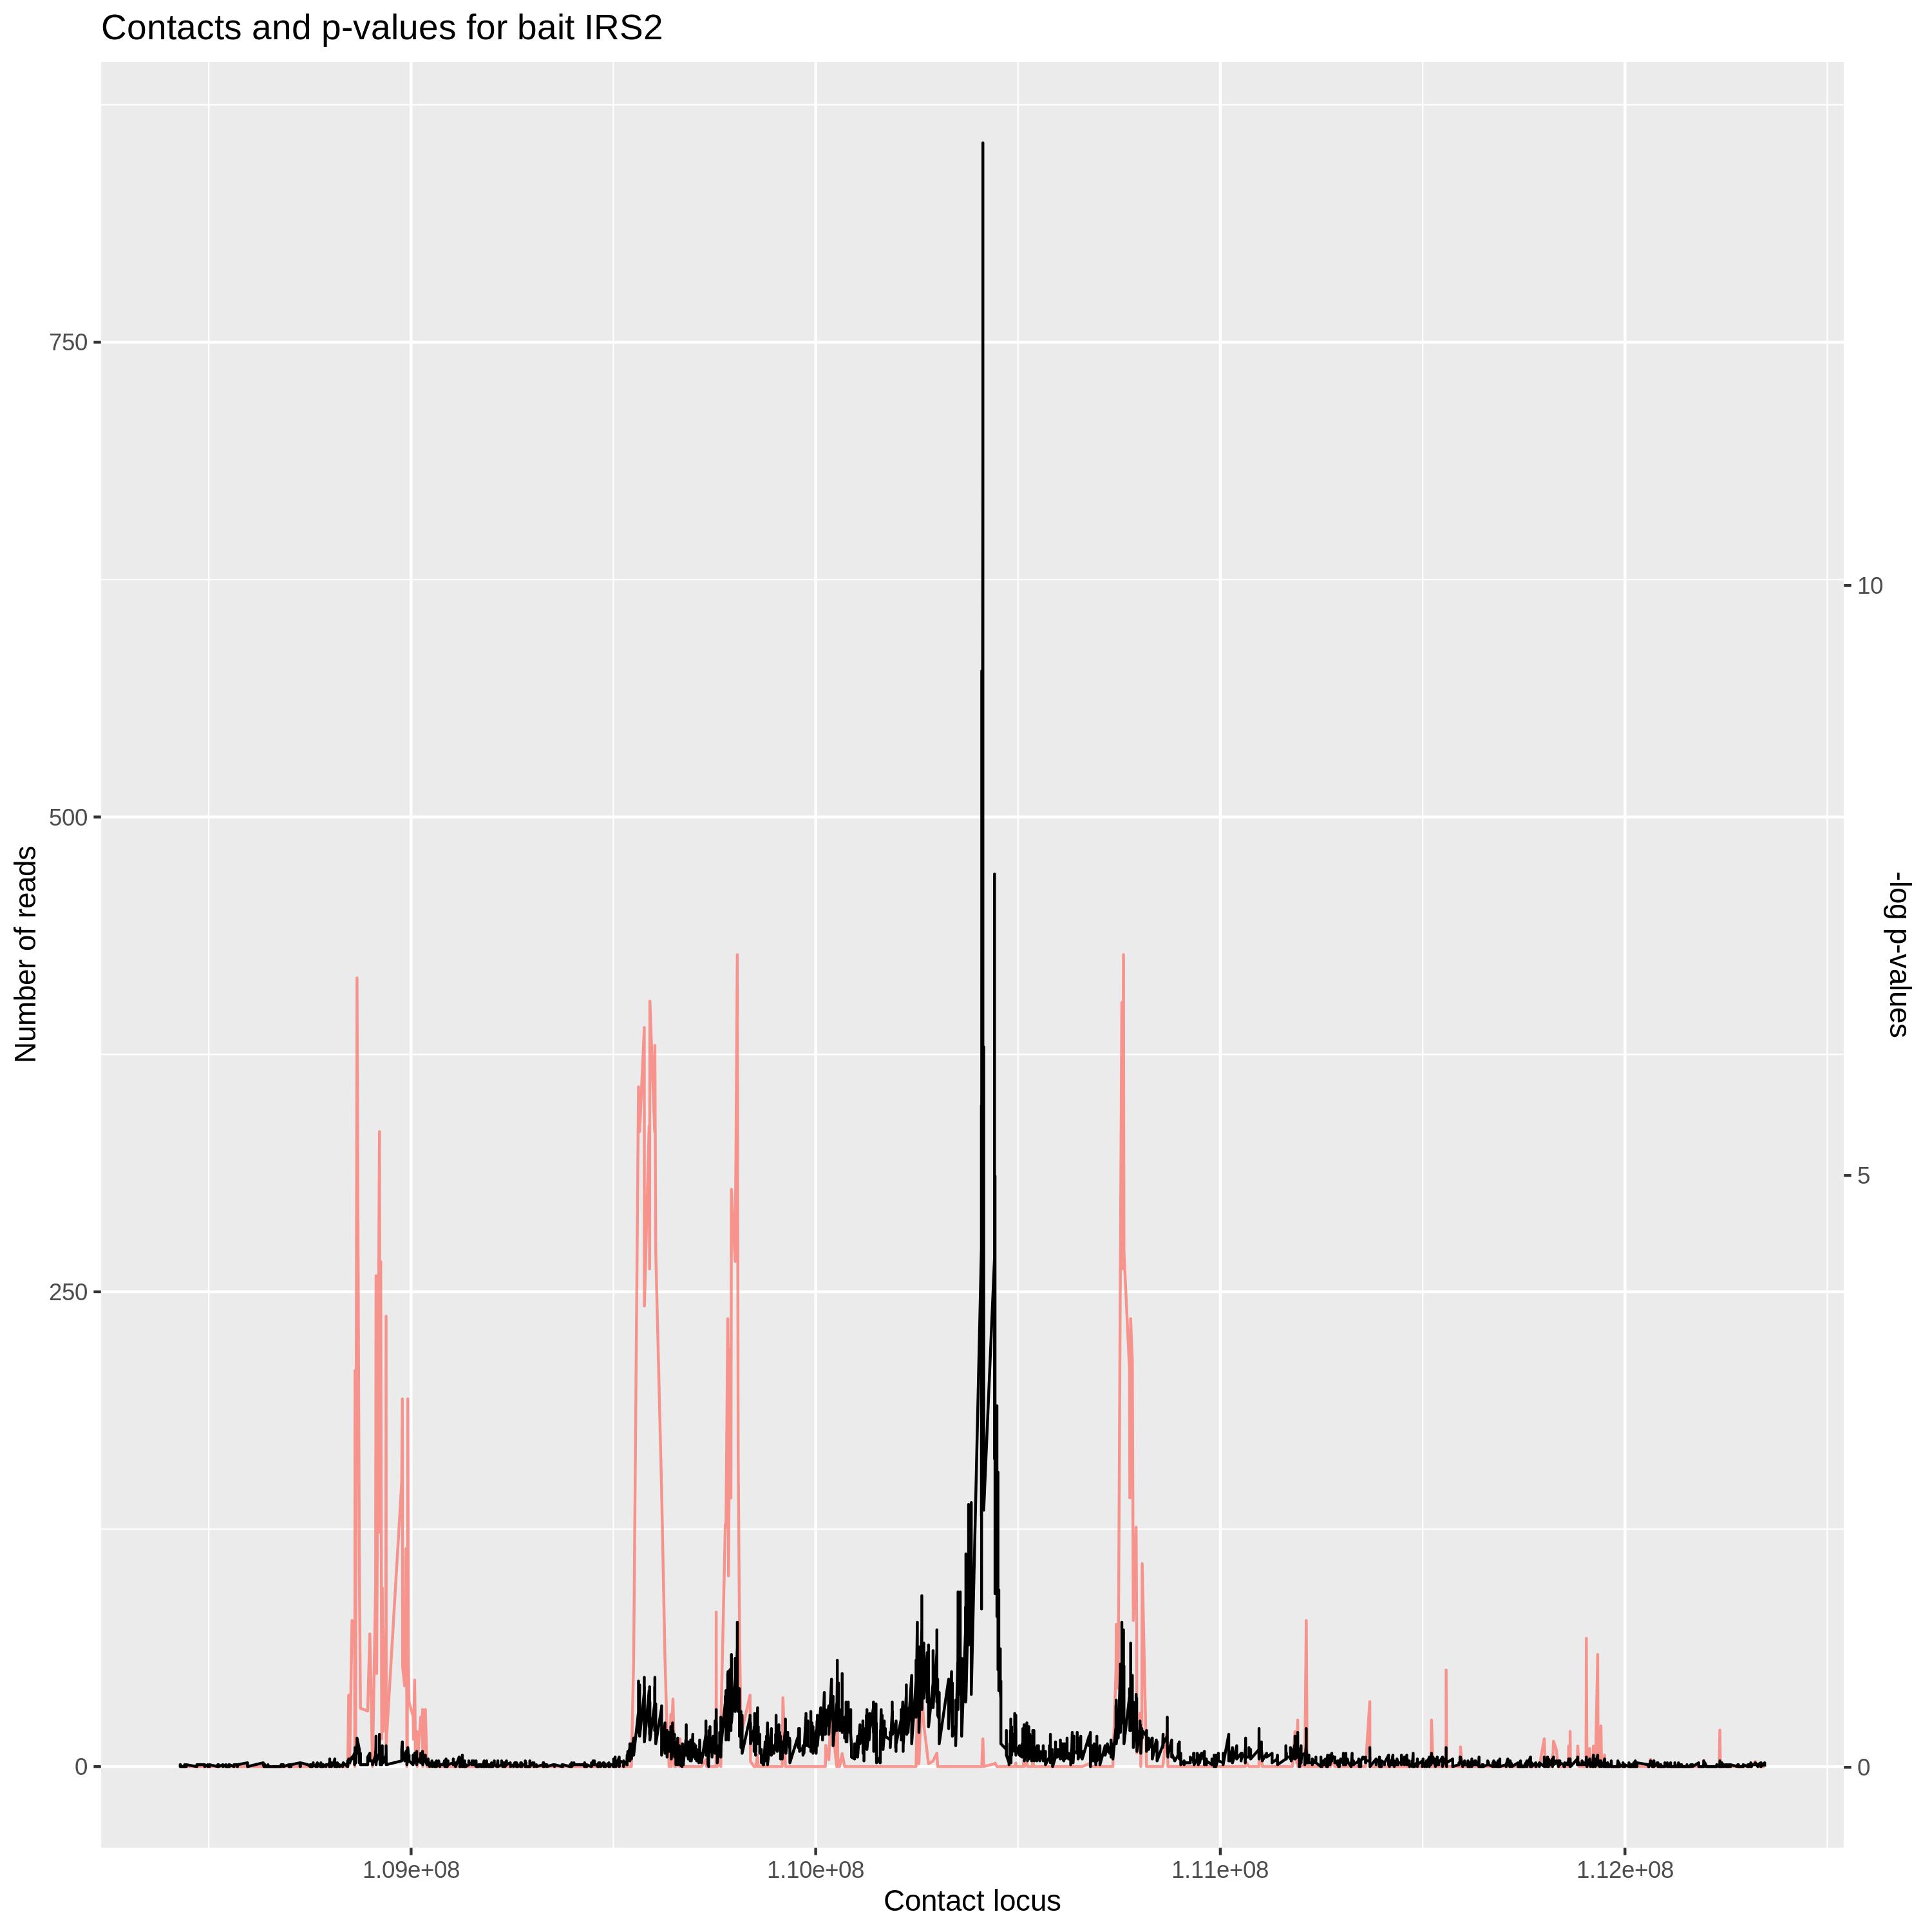 Contacts and p-values for bait IRS2
Number of reads
750
500
250
0
10
5
0
-log p-values
1.09e+08
1.10e+08
1.11e+08
1.12e+08
Contact locus